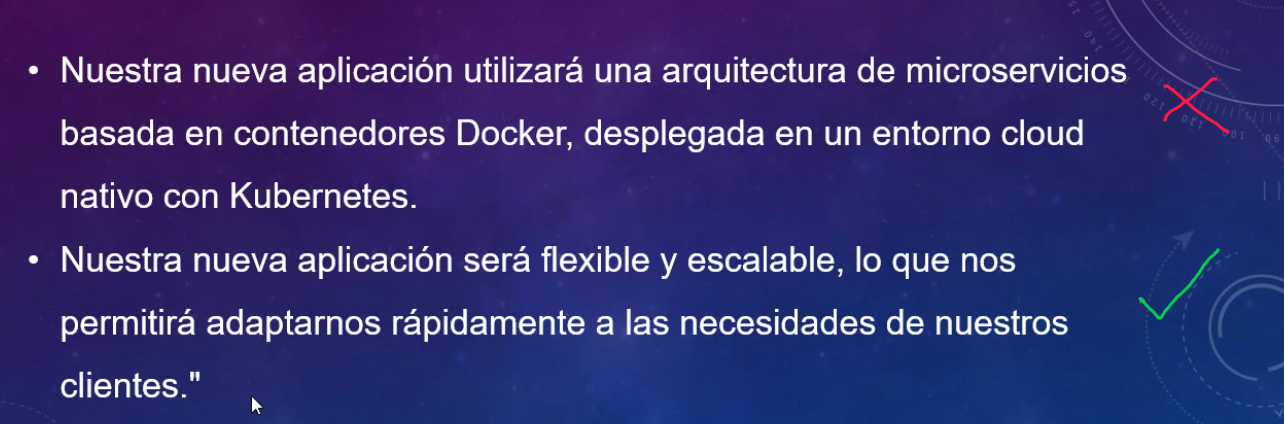 • Nuestra nueva aplicación utilizará una arquitectura de microservicios
basada en contenedores Docker, desplegada en un entorno cloud
nativo con Kubernetes.
• Nuestra nueva aplicación será flexible y escalable, lo que nos
permitirá adaptarnos rápidamente a las necesidades de nuestros
clientes."